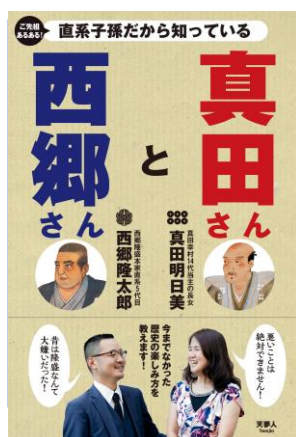 ご先祖
あるある!
直系子孫だから知っている
真田さん
と
西郷さん
真田幸村14代当主の長女
真田明日美
西郷隆盛本家直系5代目
西郷隆太郎
今までなかった
歴史の楽しみ方を
教えます!
悪いことは
絶対できません!
昔は隆盛なんて
大嫌いだった!
天夢人
Temjin